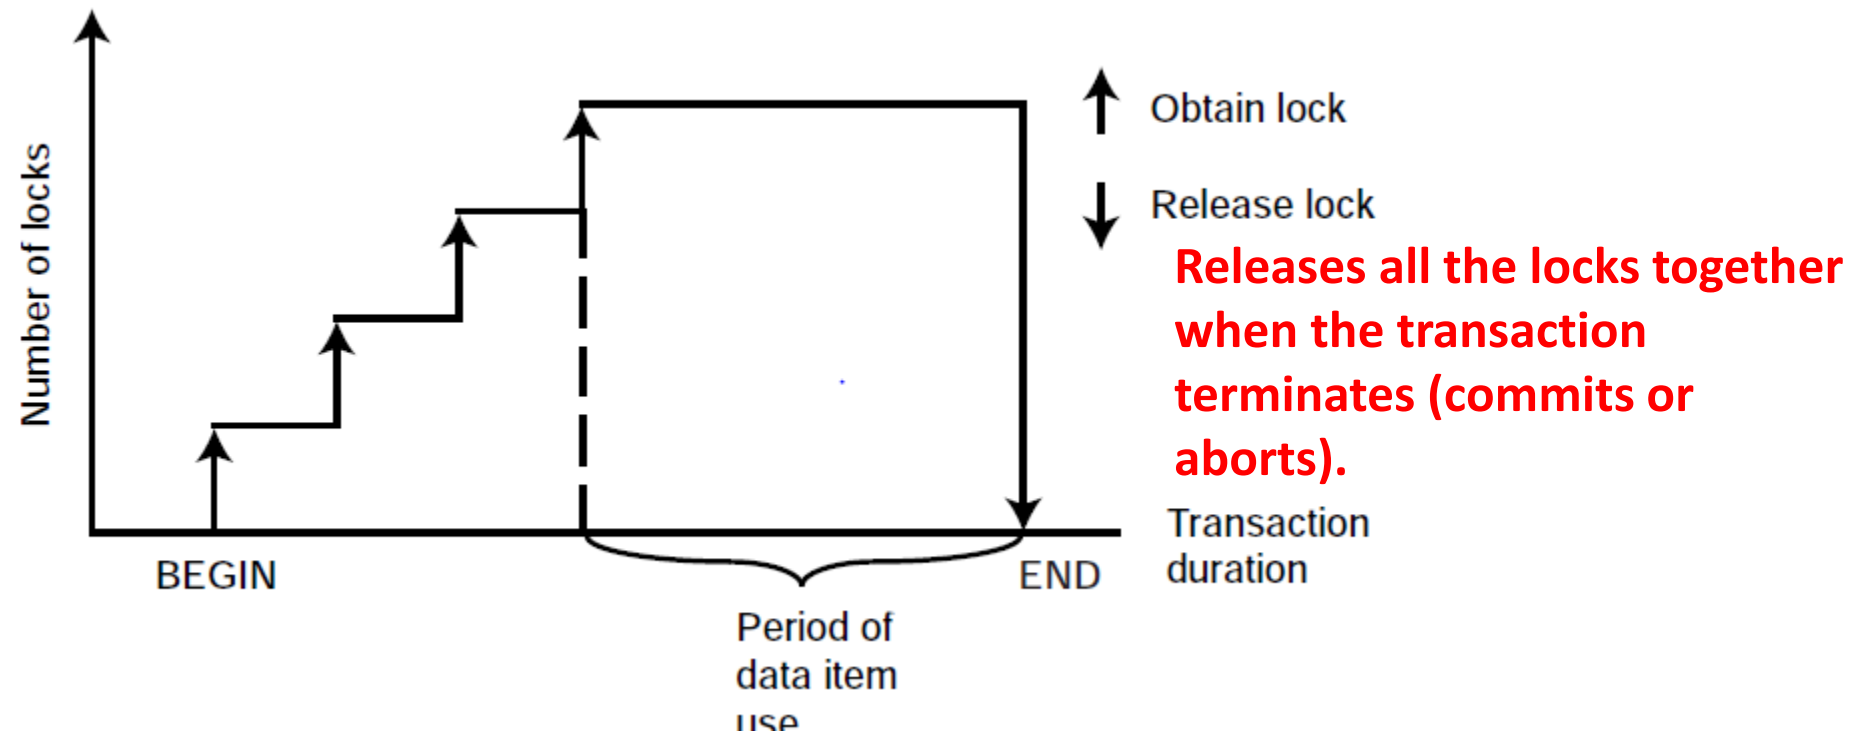 Number of locks
Obtain lock
Release lock
Releases all the locks together
when the transaction
terminates (commits or
aborts).
Transaction
duration
BEGIN
END
Period of
data item
use